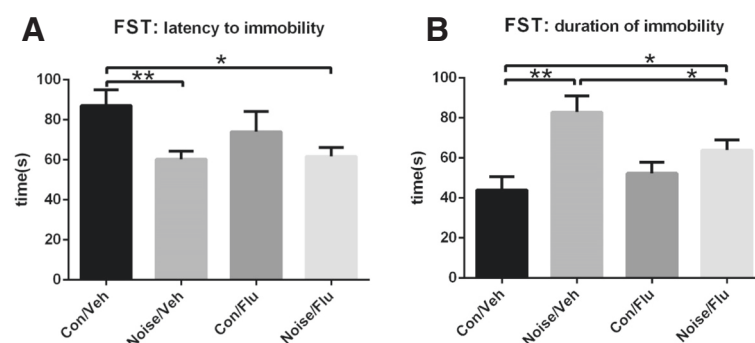 A
FST: latency to immobility
*
**
100
80
60
40
20
0
time(s)
Con/Veh
Noise/Veh
Con/Flu
Noise/Flu
B
FST: duration of immobility
*
**
*
100
80
60
40
20
0
time(s)
Con/Veh
Noise/Veh
Con/Flu
Noise/Flu